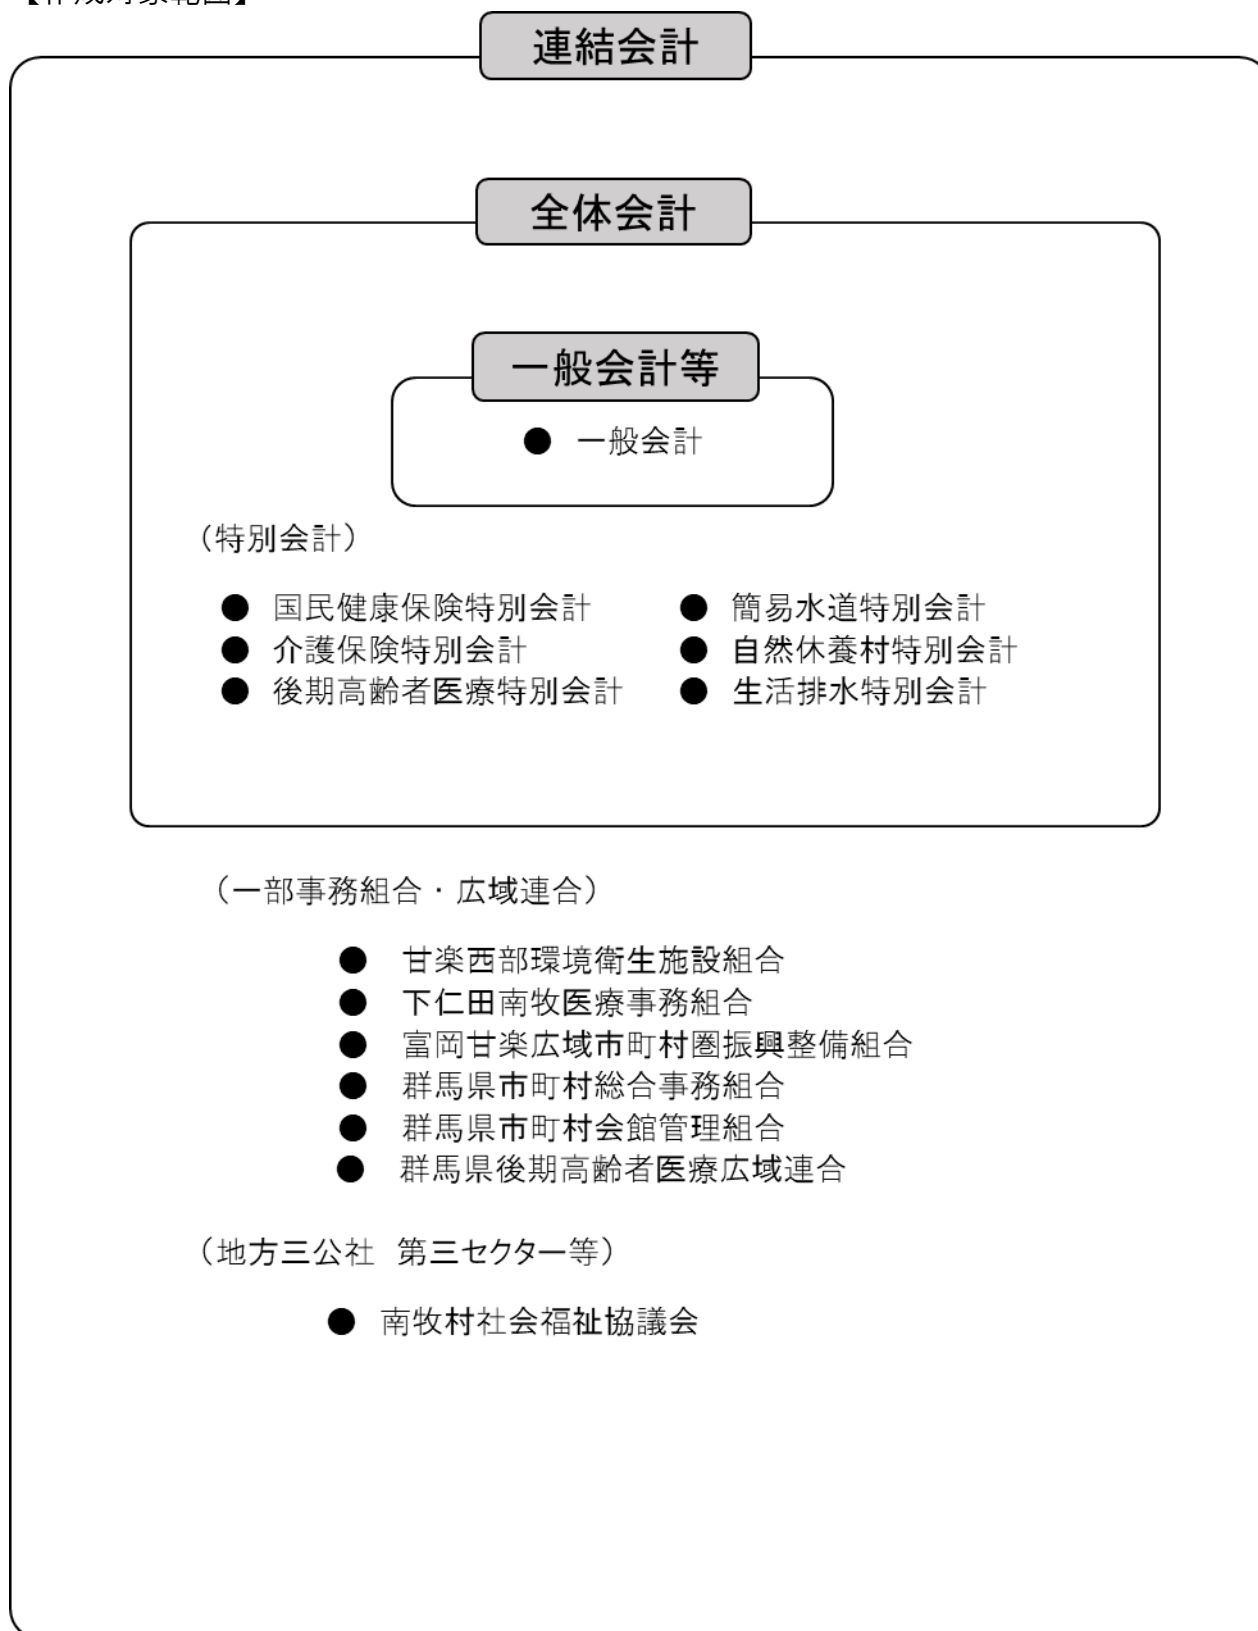 【作成対象範囲】
連結会計
全体会計
一般会計等
● 一般会計
（特別会計）
● 国民健康保険特別会計 ● 簡易水道特別会計
● 介護保険特別会計 ● 自然休養村特別会計
● 後期高齢者医療特別会計 ● 生活排水特別会計
（一部事務組合・広域連合）
● 甘楽西部環境衛生施設組合
● 下仁田南牧医療事務組合
● 富岡甘楽広域市町村圏振興整備組合
● 群馬県市町村総合事務組合
● 群馬県市町村会館管理組合
● 群馬県後期高齢者医療広域連合
（地方三公社 第三セクター等）
● 南牧村社会福祉協議会